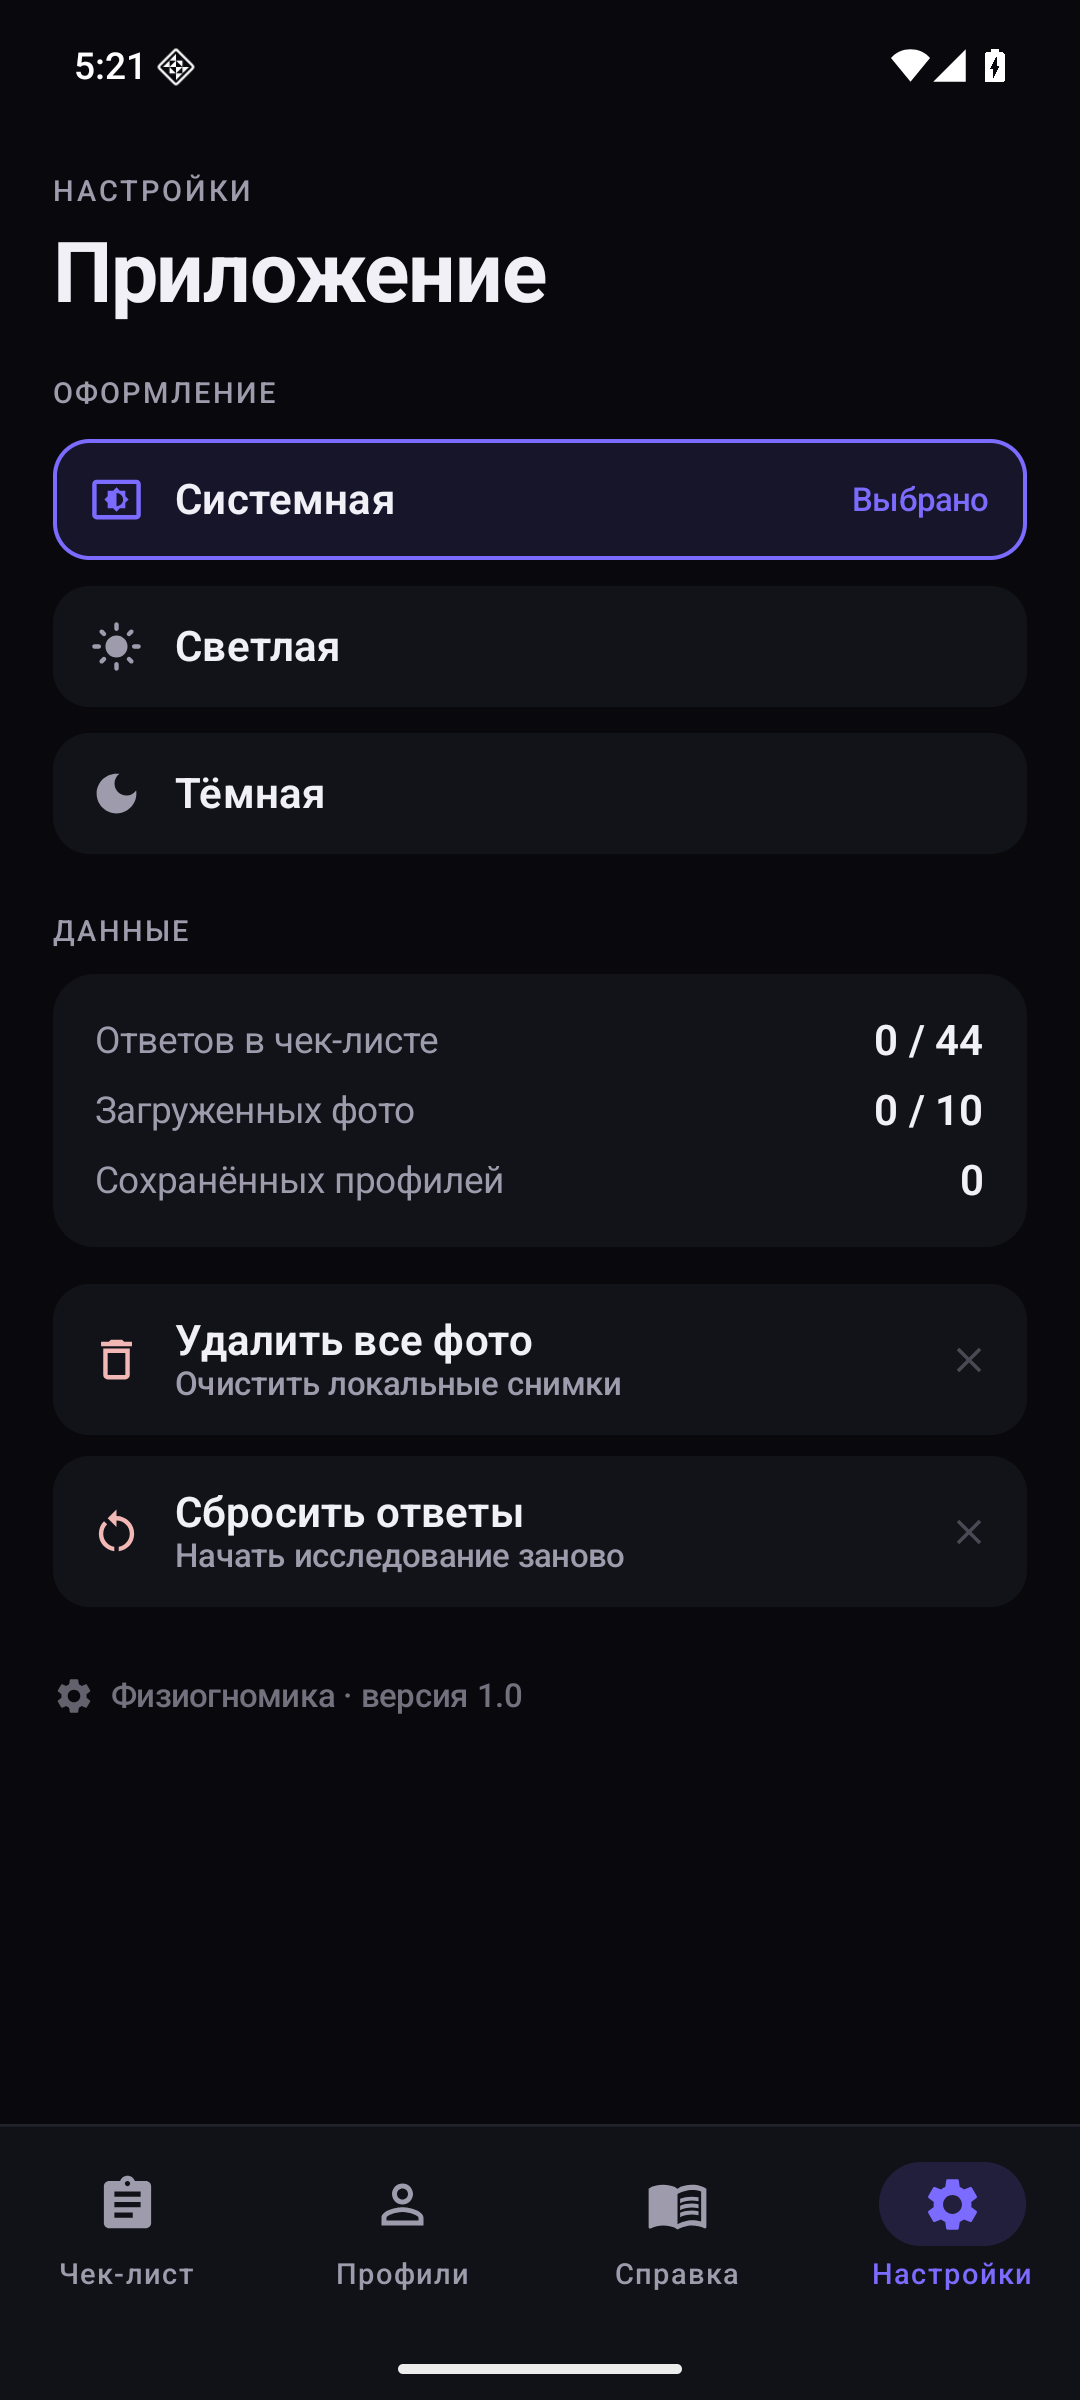 5:21
НАСТРОЙКИ
Приложение
ОФОРМЛЕНИЕ
Системная
Выбрано
Светлая
Тёмная
ДАННЫЕ
Ответов в чек-листе
0 / 44
Загруженных фото
0 / 10
Сохранённых профилей
0
Удалить все фото
Очистить локальные снимки
Сбросить ответы
Начать исследование заново
Физиогномика · версия 1.0
Чек-лист
Профили
Справка
Настройки